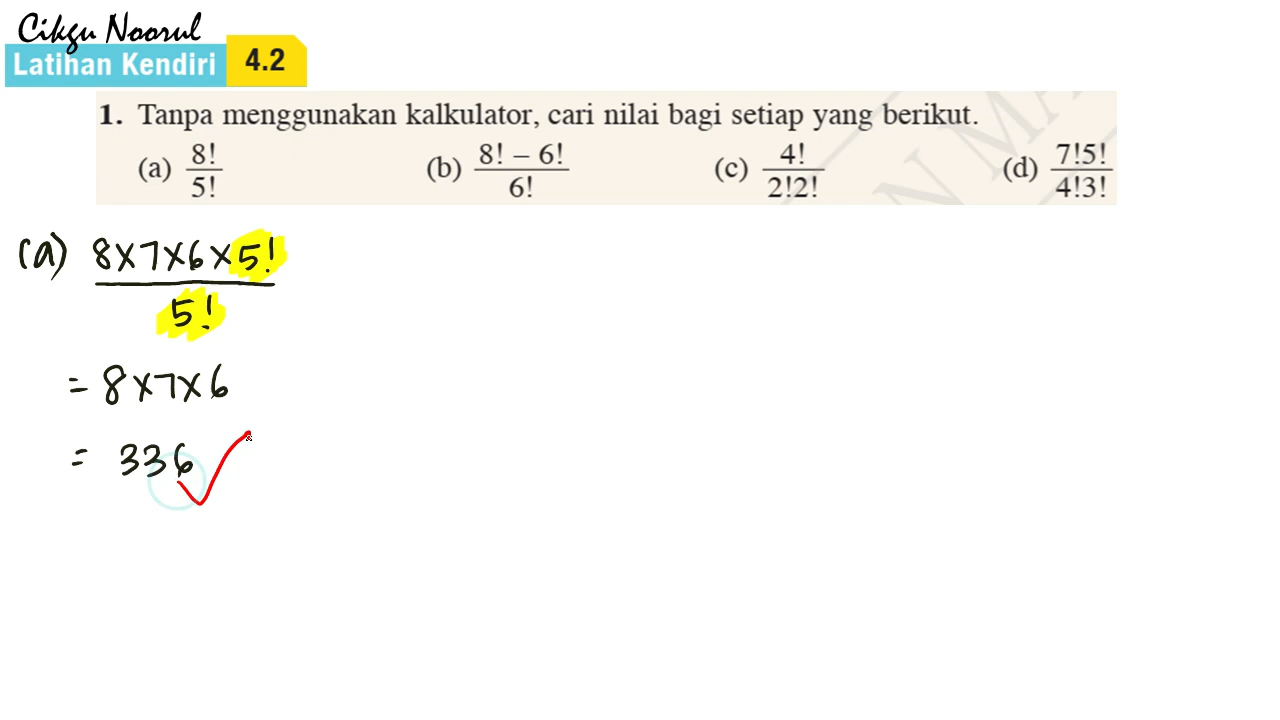 Cikgu Noorul
Latihan Kendiri 4.2
1. Tanpa menggunakan kalkulator, cari nilai bagi setiap yang berikut.
(a) 8!/5! (b) 8! – 6!/6! (c) 4!/2!2! (d) 7!5!/4!3!
(a) 8×7×6×5!
5!
= 8×7×6
= 336